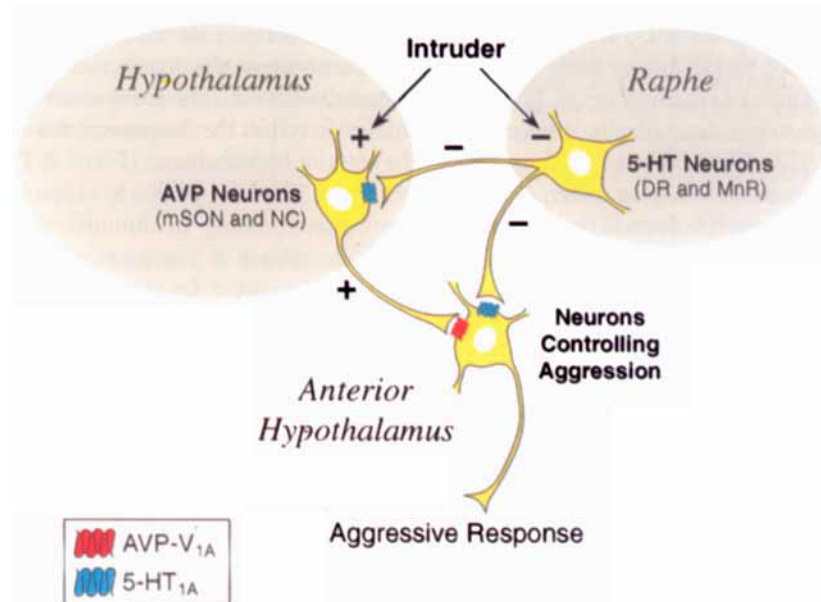 Intruder
Hypothalamus
Raphe
+
−
−
AVP Neurons
(mSON and NC)
5-HT Neurons
(DR and MnR)
−
+
Neurons
Controlling
Aggression
Anterior
Hypothalamus
Aggressive Response
AVP-V1A
5-HT1A